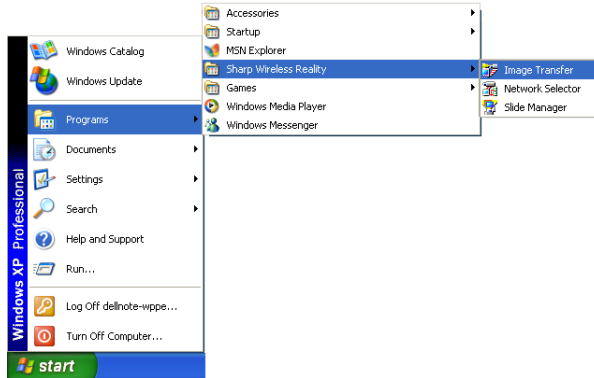 Windows Catalog
Windows Update
Programs
Documents
Settings
Search
Help and Support
Run...
Log Off dellnote-wppe...
Turn Off Computer...
Windows XP Professional
start
Accessories
Startup
MSN Explorer
Sharp Wireless Reality
Games
Windows Media Player
Windows Messenger
Image Transfer
Network Selector
Slide Manager